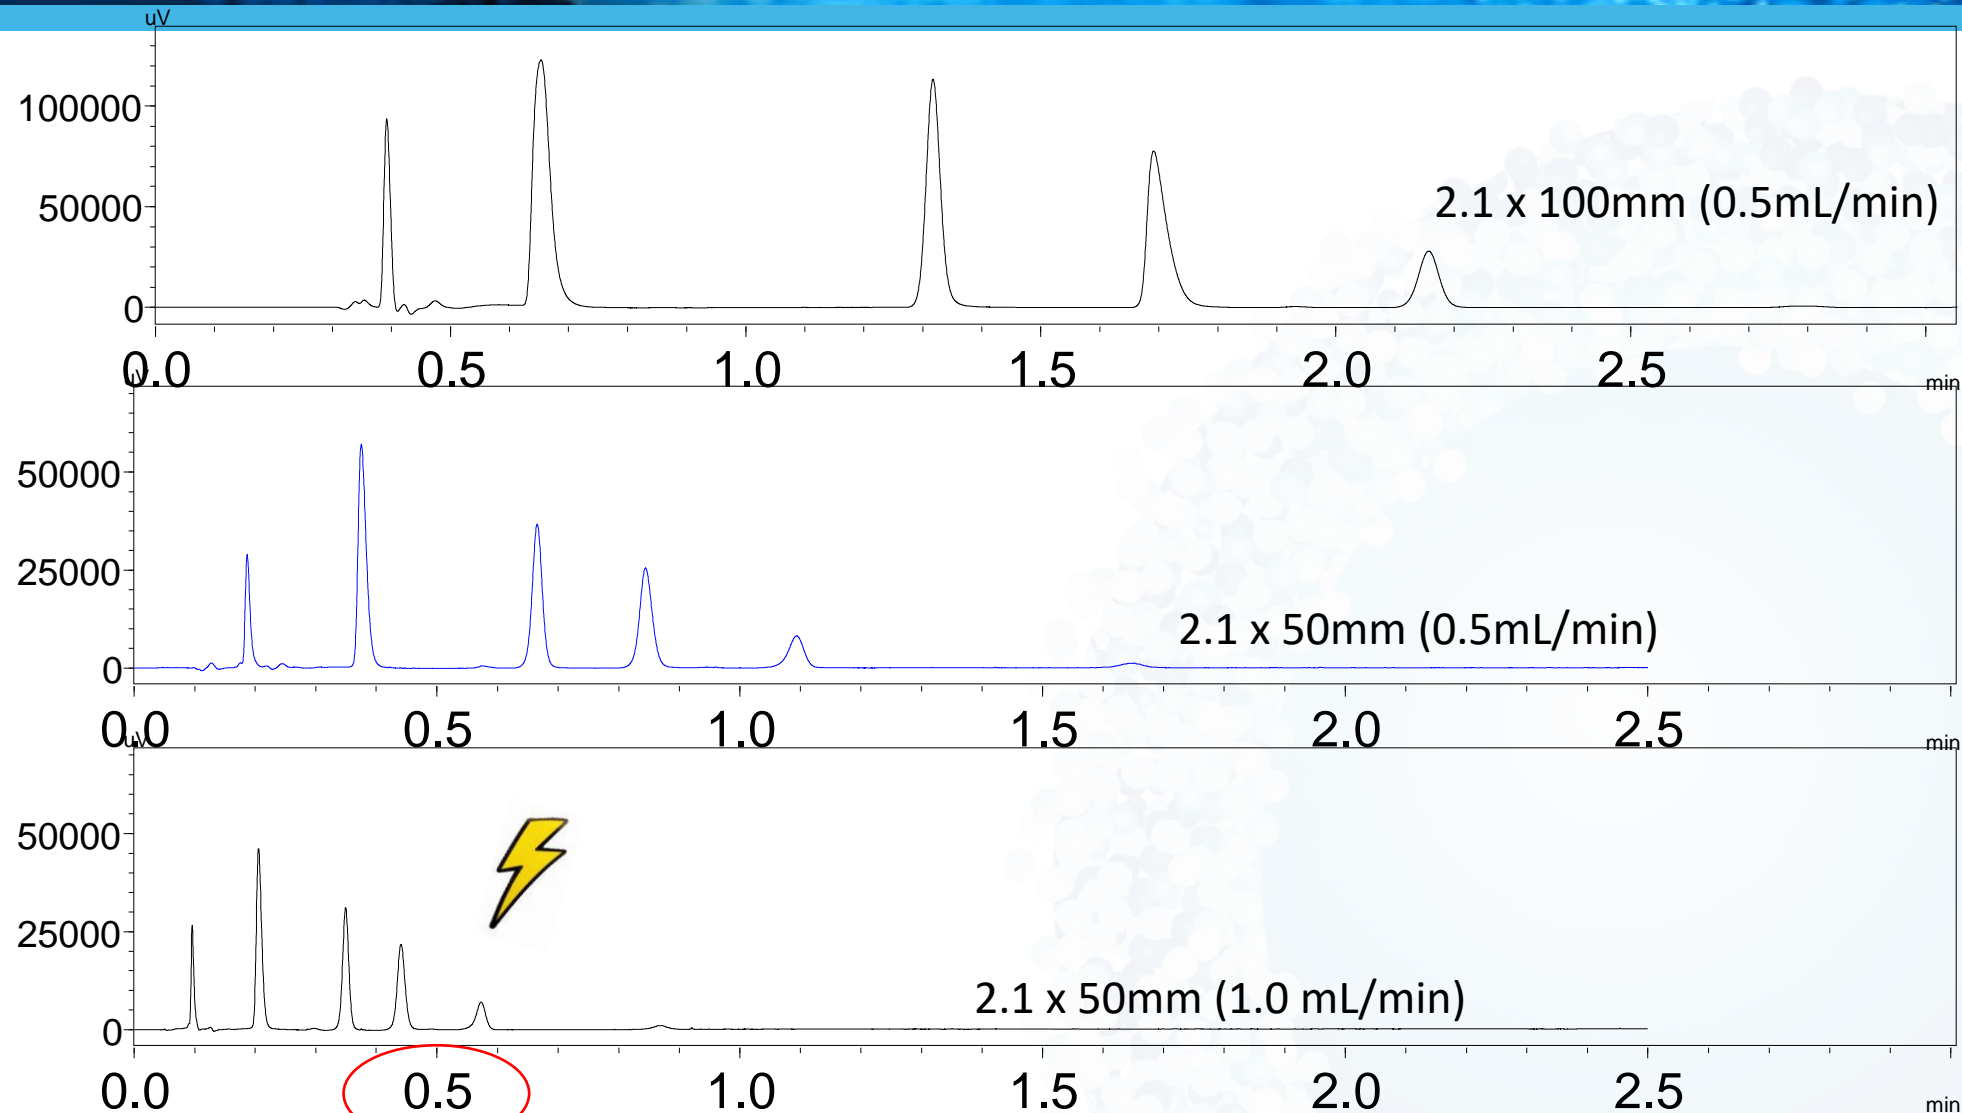 uV
100000
50000
0
2.1 x 100mm (0.5mL/min)
0.0 0.5 1.0 1.5 2.0 2.5 min
uV
50000
25000
0
2.1 x 50mm (0.5mL/min)
0.0 0.5 1.0 1.5 2.0 2.5 min
uV
50000
25000
0
2.1 x 50mm (1.0 mL/min)
0.0 0.5 1.0 1.5 2.0 2.5 min